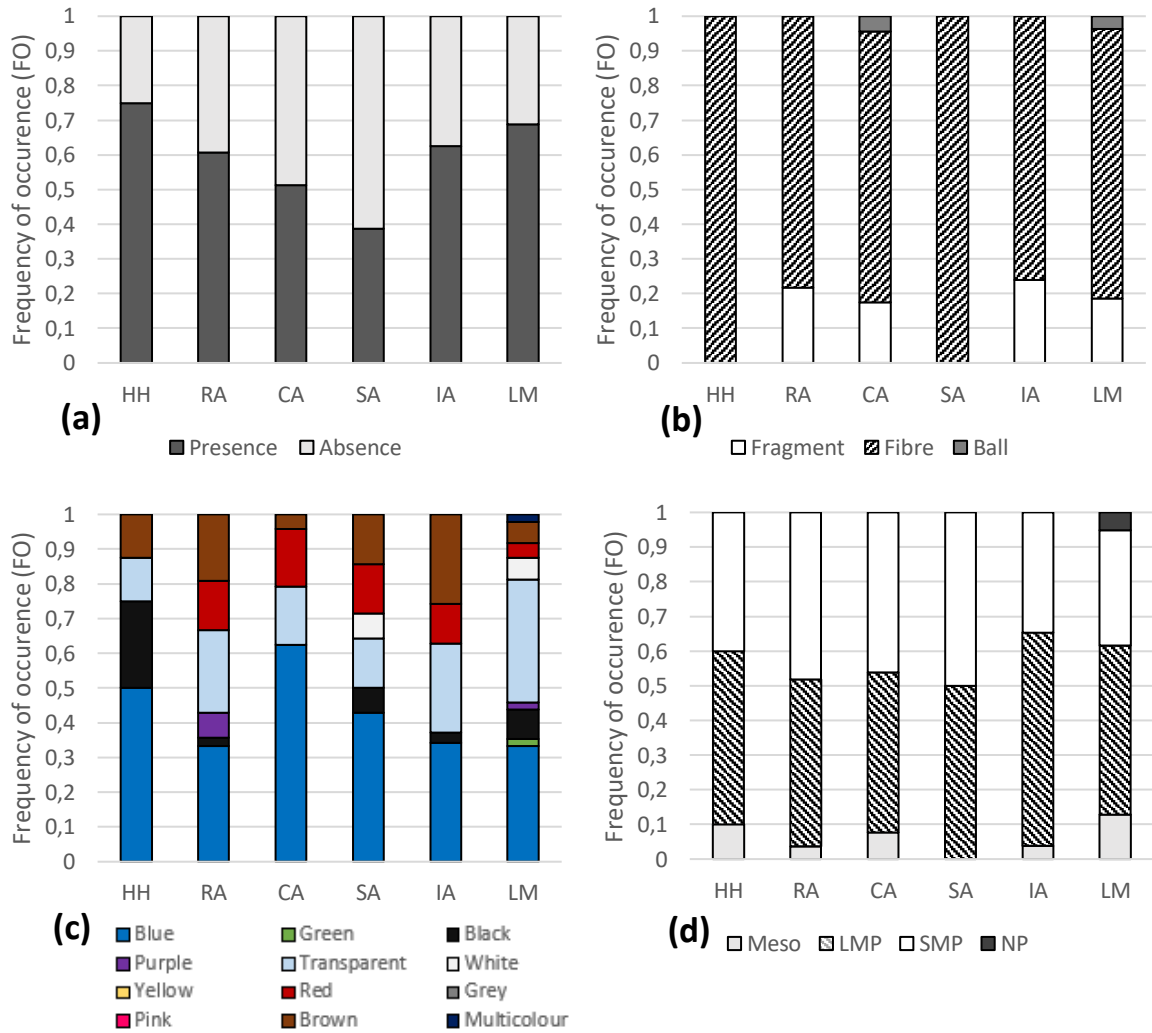 Frequency of occurence (FO)
1
0,9
0,8
0,7
0,6
0,5
0,4
0,3
0,2
0,1
0
HH RA CA SA IA LM
(a)
Presence Absence
Frequency of occurence (FO)
1
0,9
0,8
0,7
0,6
0,5
0,4
0,3
0,2
0,1
0
HH RA CA SA IA LM
(b)
Fragment Fibre Ball
Frequency of occurence (FO)
1
0,9
0,8
0,7
0,6
0,5
0,4
0,3
0,2
0,1
0
HH RA CA SA IA LM
(c)
Blue Green Black
Purple Transparent White
Yellow Red Grey
Pink Brown Multicolour
Frequency of occurence (FO)
1
0,9
0,8
0,7
0,6
0,5
0,4
0,3
0,2
0,1
0
HH RA CA SA IA LM
(d)
Meso LMP SMP NP